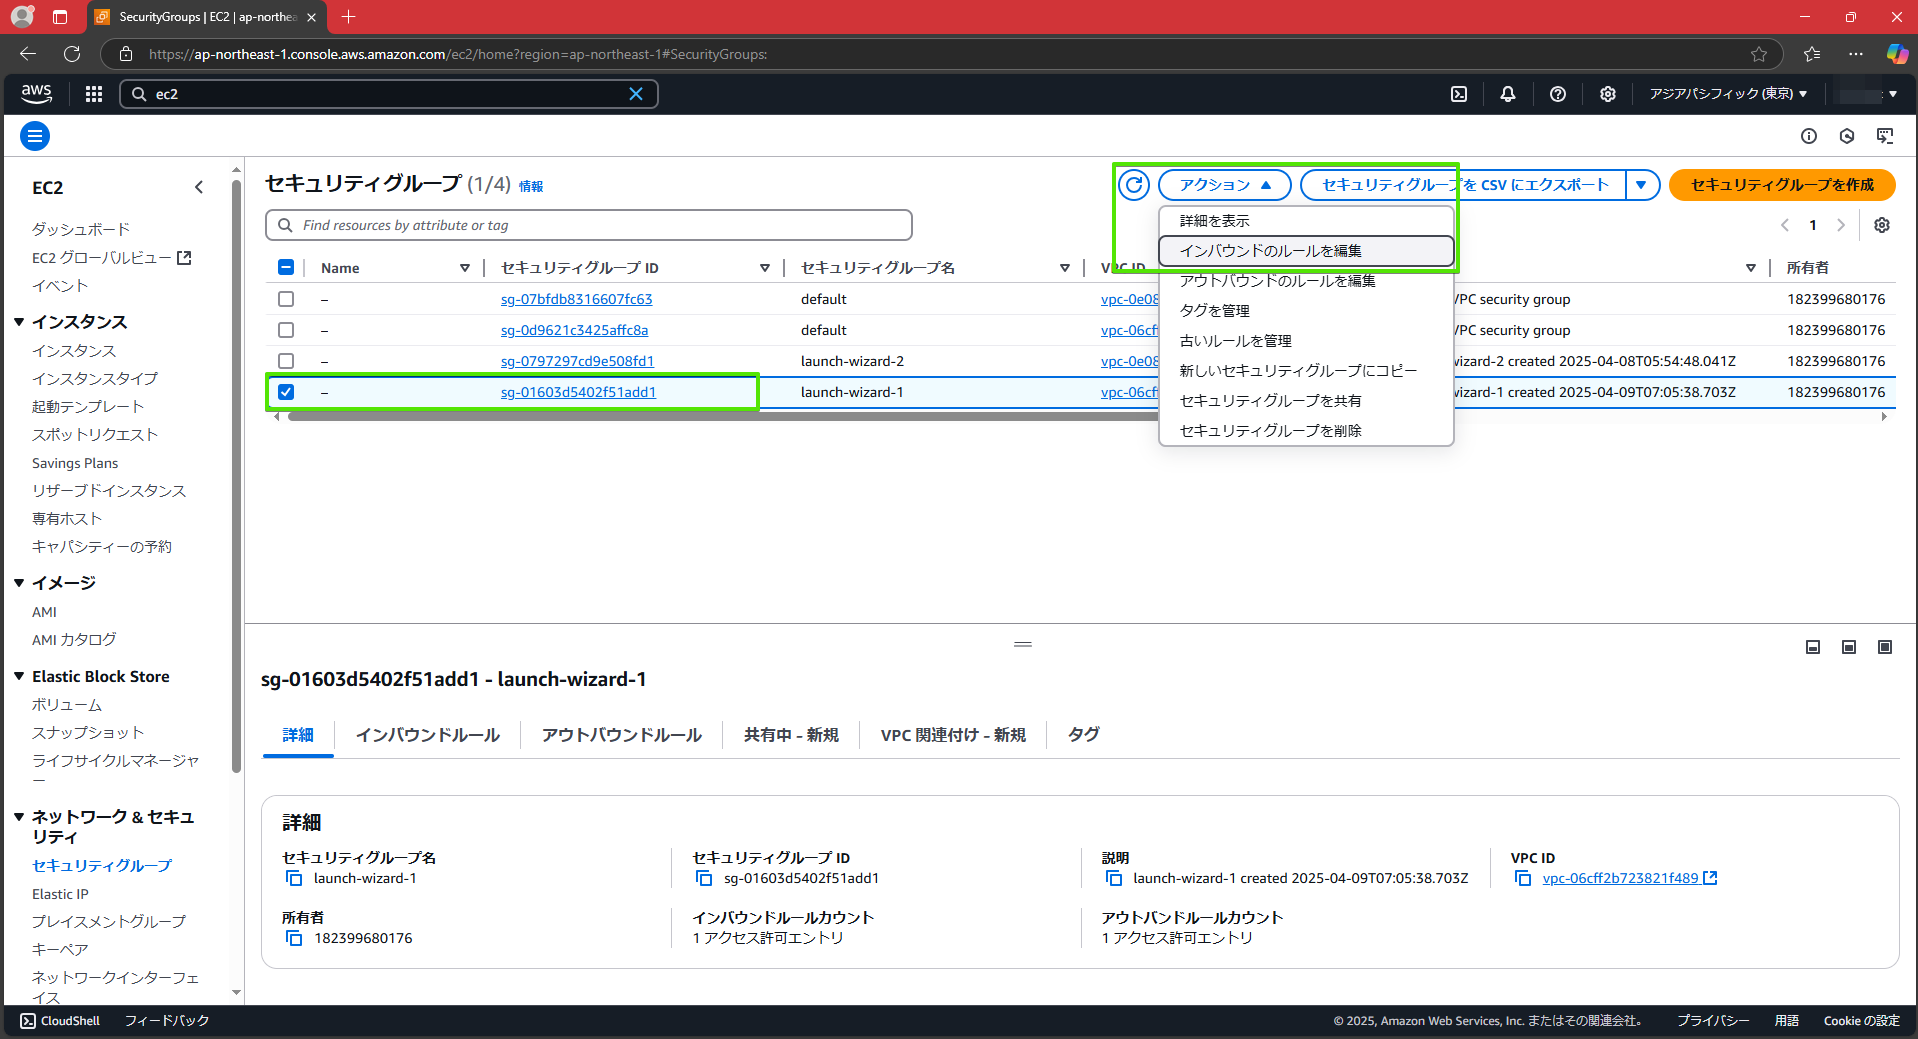 SecurityGroups | EC2 | ap-northea
https://ap-northeast-1.console.aws.amazon.com/ec2/home?region=ap-northeast-1#SecurityGroups:
aws
ec2
アジアパシフィック (東京)
EC2
ダッシュボード
EC2 グローバルビュー
イベント
インスタンス
インスタンス
インスタンスタイプ
起動テンプレート
スポットリクエスト
Savings Plans
リザーブドインスタンス
専有ホスト
キャパシティーの予約
イメージ
AMI
AMI カタログ
Elastic Block Store
ボリューム
スナップショット
ライフサイクルマネージャ
ー
ネットワーク & セキュ
リティ
セキュリティグループ
Elastic IP
プレイスメントグループ
キーペア
ネットワークインターフェ
イス
セキュリティグループ (1/4) 情報
アクション
セキュリティグループを CSV にエクスポート
セキュリティグループを作成
Find resources by attribute or tag
1
詳細を表示
インバウンドのルールを編集
アウトバウンドのルールを編集
タグを管理
古いルールを管理
新しいセキュリティグループにコピー
セキュリティグループを共有
セキュリティグループを削除
Name セキュリティグループ ID セキュリティグループ名 VPC ID 所有者
– sg-07bfdb8316607fc63 default vpc-0e08 VPC security group 182399680176
– sg-0d9621c3425affc8a default vpc-06cf VPC security group 182399680176
– sg-0797297cd9e508fd1 launch-wizard-2 vpc-0e08 wizard-2 created 2025-04-08T05:54:48.041Z 182399680176
– sg-01603d5402f51add1 launch-wizard-1 vpc-06cf wizard-1 created 2025-04-09T07:05:38.703Z 182399680176
sg-01603d5402f51add1 - launch-wizard-1
詳細 インバウンドルール アウトバウンドルール 共有中 - 新規 VPC 関連付け - 新規 タグ
詳細
セキュリティグループ名
launch-wizard-1
セキュリティグループ ID
sg-01603d5402f51add1
説明
launch-wizard-1 created 2025-04-09T07:05:38.703Z
VPC ID
vpc-06cff2b723821f489
所有者
182399680176
インバウンドルールカウント
1 アクセス許可エントリ
アウトバンドルールカウント
1 アクセス許可エントリ
CloudShell フィードバック
© 2025, Amazon Web Services, Inc. またはその関連会社。 プライバシー 用語 Cookie の設定